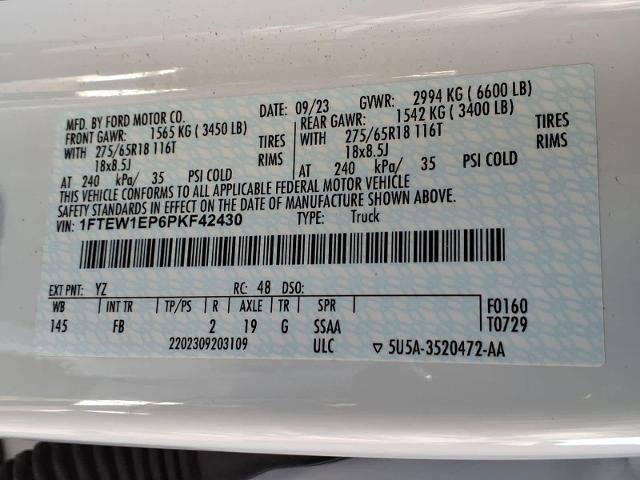 MFD. BY FORD MOTOR CO. DATE: 09/23 GVWR: 2994 KG ( 6600 LB)
FRONT GAWR: 1565 KG ( 3450 LB) REAR GAWR: 1542 KG ( 3400 LB)
WITH 275/65R18 116T TIRES 275/65R18 116T TIRES
18x8.5J RIMS 18x8.5J RIMS
AT 240 kPa/ 35 PSI COLD AT 240 kPa/ 35 PSI COLD
THIS VEHICLE CONFORMS TO ALL APPLICABLE FEDERAL MOTOR VEHICLE
SAFETY STANDARDS IN EFFECT ON THE DATE OF MANUFACTURE SHOWN ABOVE.
VIN: 1FTEW1EP6PKF42430 TYPE: Truck
EXT PNT: YZ RC: 48 DSO:
WB INT TR TP/PS R AXLE TR SPR F0160
145 FB 2 19 G SSAA T0729
2202309203109 ULC ▽ 5U5A-3520472-AA